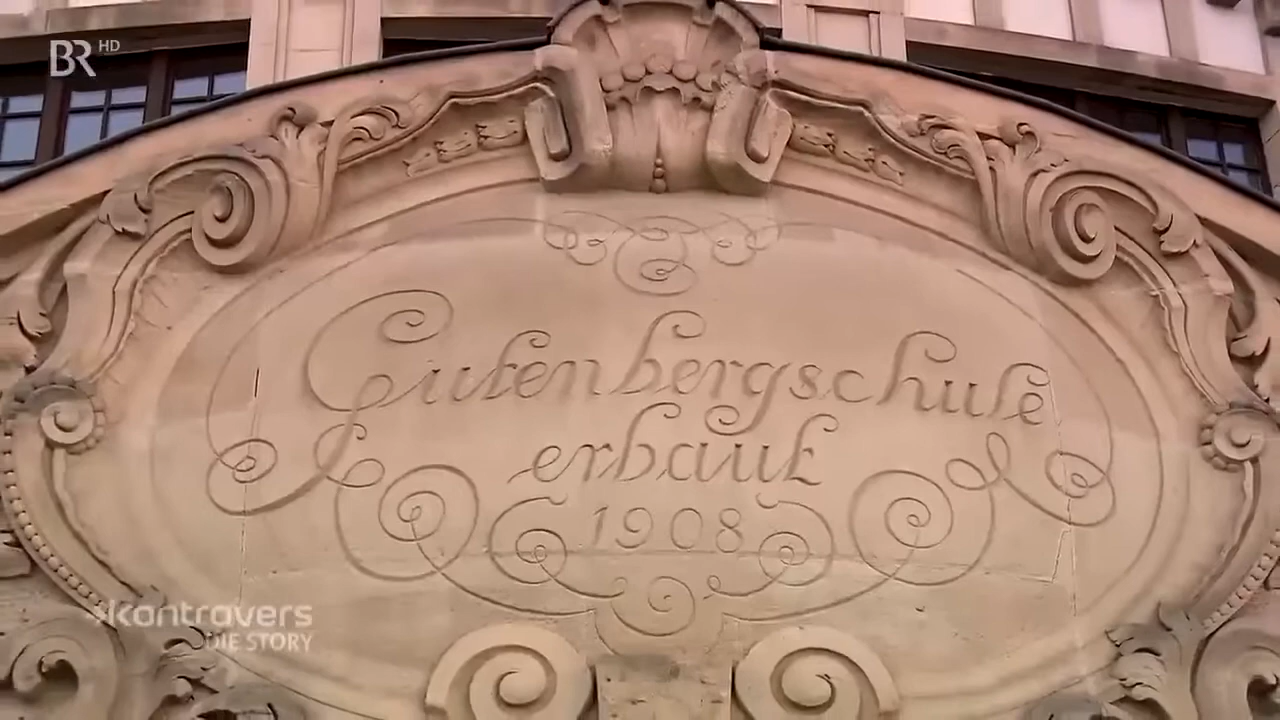 BR HD
Gutenbergschule
erbaut
1908
kontrovers
DIE STORY